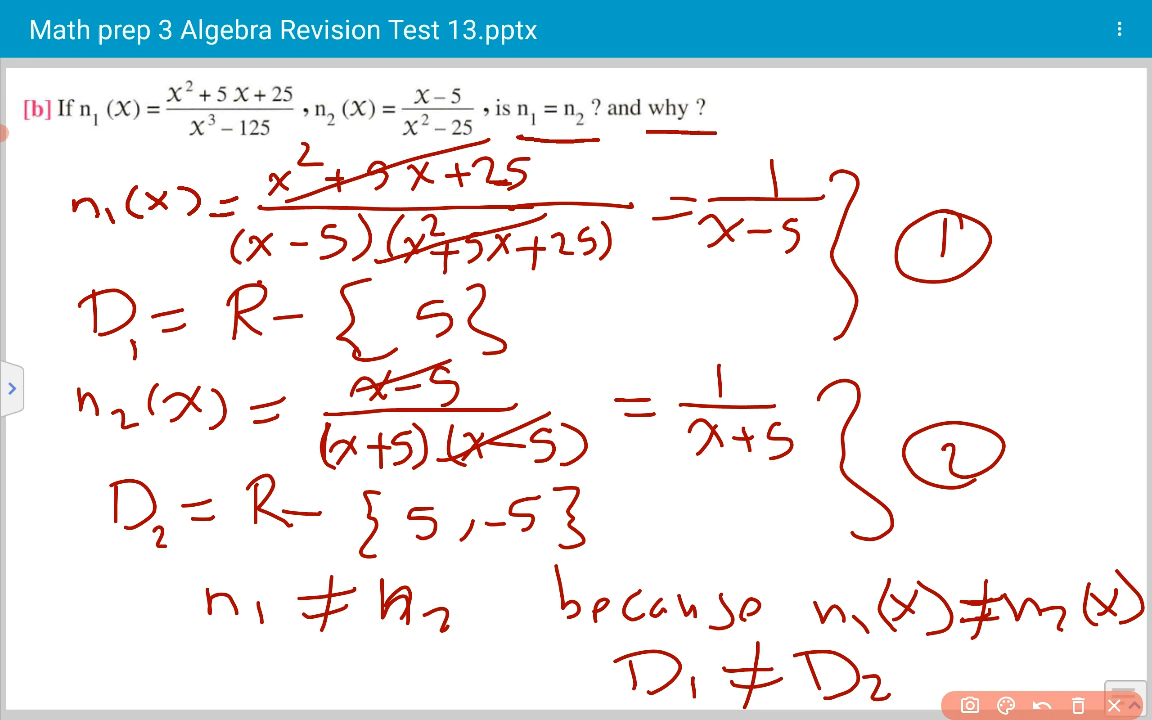 Math prep 3 Algebra Revision Test 13.pptx
[b] If n₁ (X) = (X² + 5 X + 25)/(X³ – 125) , n₂ (X) = (X – 5)/(X² – 25) , is n₁ = n₂ ? and why ?
n₁(x) = (x² + 5x + 25)/((x – 5)(x² + 5x + 25)) = 1/(x – 5) } 1
D₁ = R – { 5 }
n₂(x) = (x – 5)/((x + 5)(x – 5)) = 1/(x + 5) } 2
D₂ = R – { 5 , –5 }
n₁ ≠ n₂ because n₁(x) ≠ n₂(x)
D₁ ≠ D₂